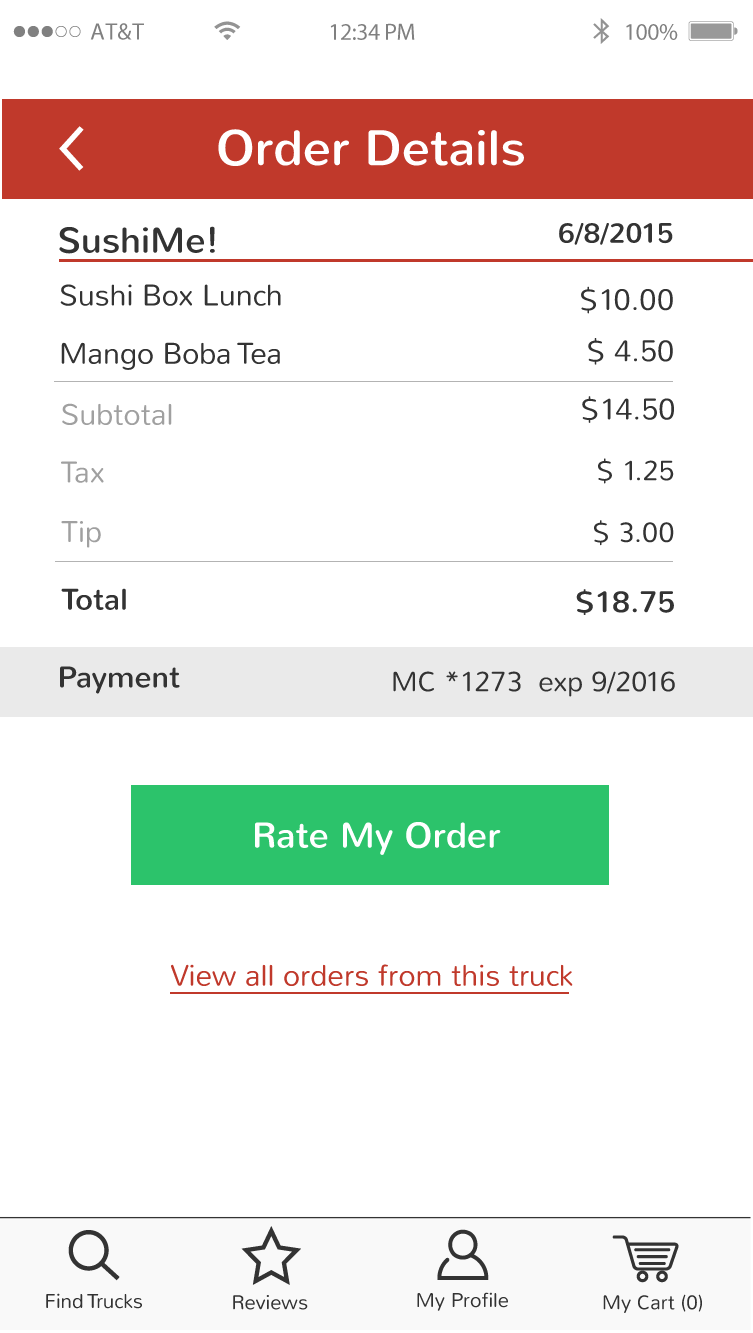 AT&T 12:34 PM 100%
Order Details
SushiMe! 6/8/2015
Sushi Box Lunch $10.00
Mango Boba Tea $ 4.50
Subtotal $14.50
Tax $ 1.25
Tip $ 3.00
Total $18.75
Payment MC *1273 exp 9/2016
Rate My Order
View all orders from this truck
Find Trucks Reviews My Profile My Cart (0)